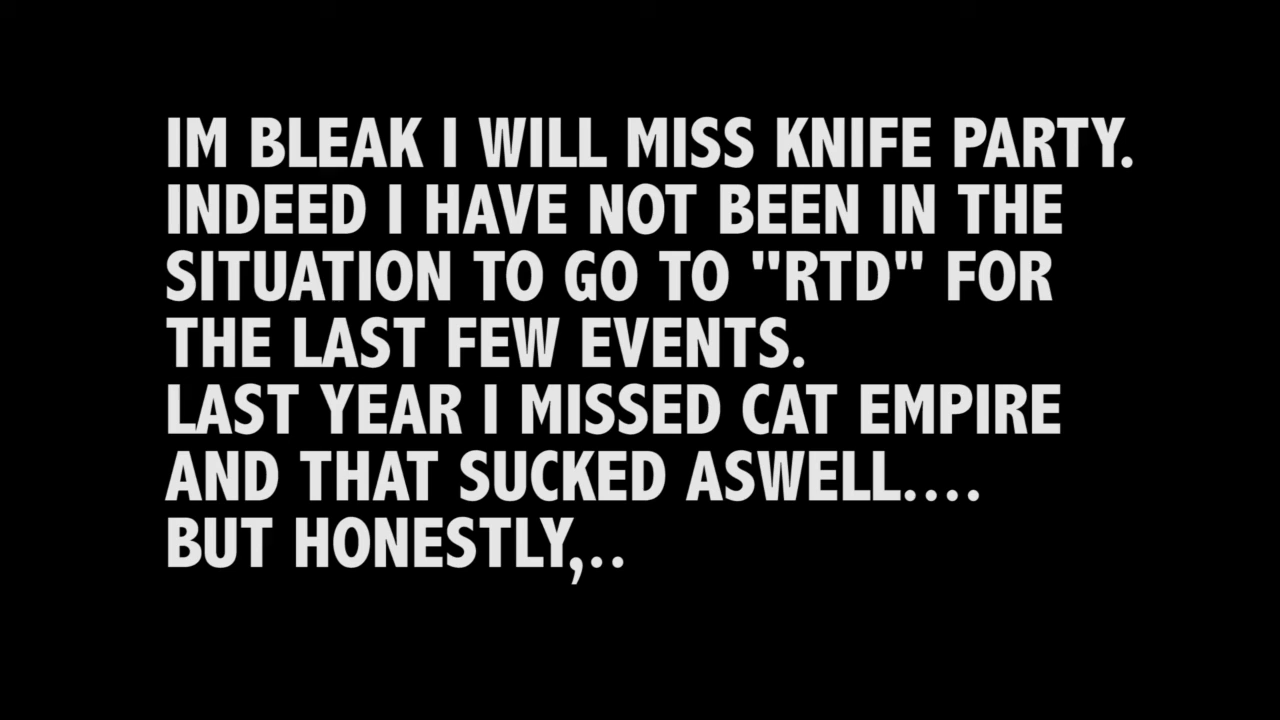 IM BLEAK I WILL MISS KNIFE PARTY.
INDEED I HAVE NOT BEEN IN THE
SITUATION TO GO TO "RTD" FOR
THE LAST FEW EVENTS.
LAST YEAR I MISSED CAT EMPIRE
AND THAT SUCKED ASWELL....
BUT HONESTLY,..